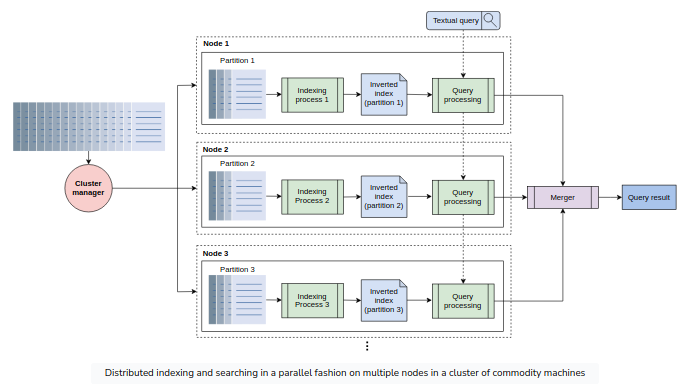 Textual query
Node 1
Partition 1
Indexing
process 1
Inverted
index
(partition 1)
Query
processing
Cluster
manager
Node 2
Partition 2
Indexing
Process 2
Inverted
index
(partition 2)
Query
processing
Merger
Query result
Node 3
Partition 3
Indexing
Process 3
Inverted
index
(partition 3)
Query
processing
Distributed indexing and searching in a parallel fashion on multiple nodes in a cluster of commodity machines